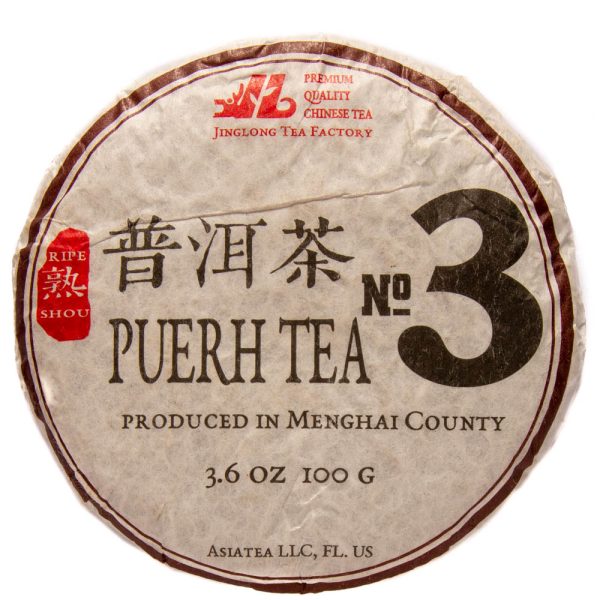 PREMIUM
QUALITY
CHINESE TEA
Jinglong Tea Factory
普洱茶
RIPE
熟
SHOU
№ 3
PUERH TEA
PRODUCED IN MENGHAI COUNTY
3.6 OZ 100 G
ASIATEA LLC, FL. US